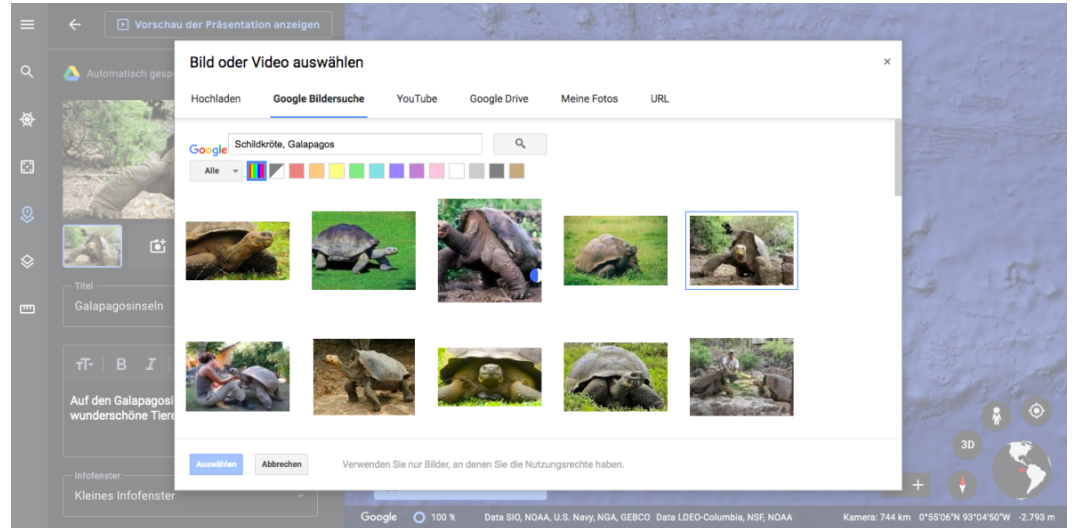 Vorschau der Präsentation anzeigen
Bild oder Video auswählen
×
Automatisch gespe
Hochladen Google Bildersuche YouTube Google Drive Meine Fotos URL
Google Schildkröte, Galapagos
Alle
Titel
Galapagosinseln
TT B I
Auf den Galapagosi
wunderschöne Tiere
Auswählen Abbrechen Verwenden Sie nur Bilder, an denen Sie die Nutzungsrechte haben.
Infofenster
Kleines Infofenster
3D
Google 100 % Data SIO, NOAA, U.S. Navy, NGA, GEBCO Data LDEO-Columbia, NSF, NOAA Kamera: 744 km 0°55'06"N 93°04'50"W -2.793 m